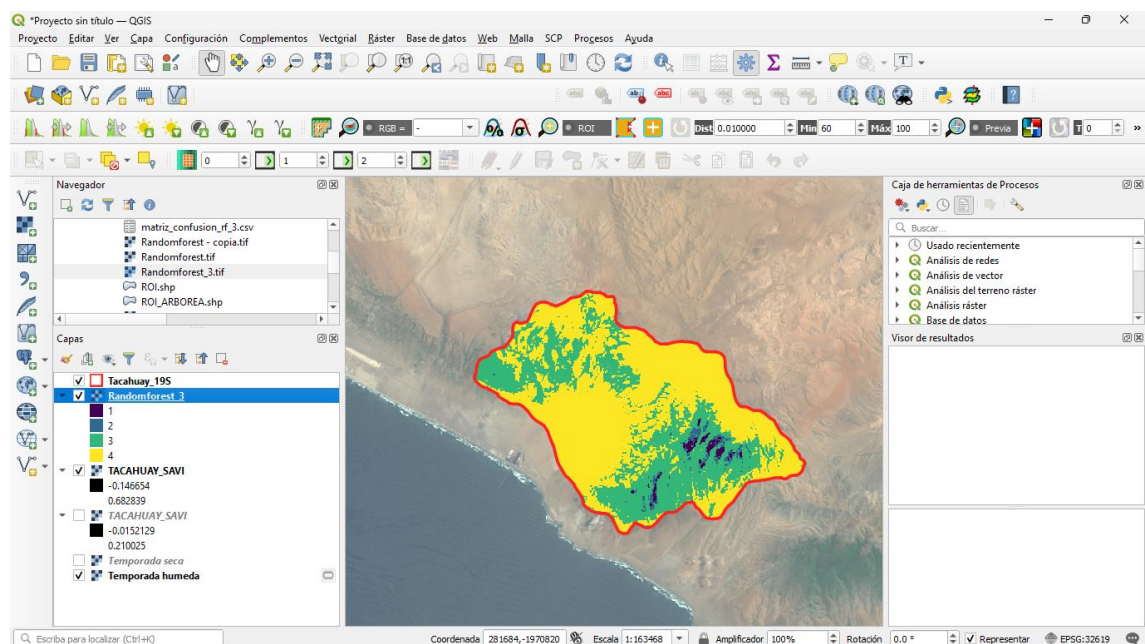 *Proyecto sin título — QGIS
Proyecto Editar Ver Capa Configuración Complementos Vectorial Ráster Base de datos Web Malla SCP Procesos Ayuda
RGB = - ROI Dist 0.010000 Min 60 Máx 100 Previa T 0 »
0 1 2
Navegador
matriz_confusion_rf_3.csv
Randomforest - copia.tif
Randomforest.tif
Randomforest_3.tif
ROI.shp
ROI_ARBOREA.shp
Capas
Tacahuay_19S
Randomforest_3
1
2
3
4
TACAHUAY_SAVI
-0.146654
0.682839
TACAHUAY_SAVI
-0.0152129
0.210025
Temporada seca
Temporada humeda
Caja de herramientas de Procesos
Buscar...
Usado recientemente
Análisis de redes
Análisis de vector
Análisis del terreno ráster
Análisis ráster
Base de datos
Visor de resultados
Escriba para localizar (Ctrl+K) Coordenada 281684,-1970820 Escala 1:163468 Amplificador 100% Rotación 0.0 ° Representar EPSG:32619